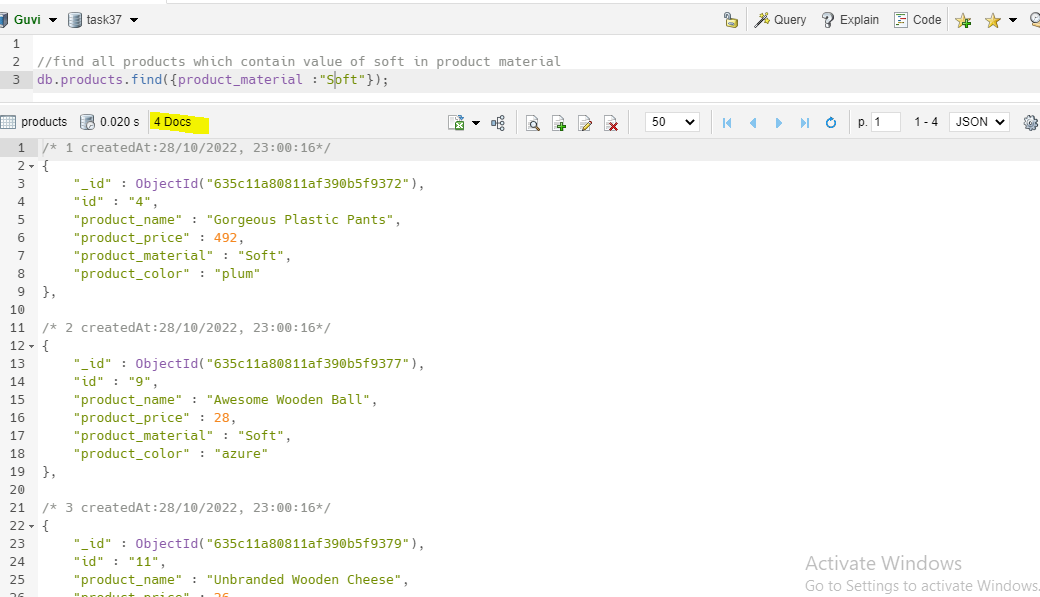 Guvi task37 Query Explain Code
1
2 //find all products which contain value of soft in product material
3 db.products.find({product_material :"Soft"});
products 0.020 s 4 Docs 50 p. 1 1 - 4 JSON
1 /* 1 createdAt:28/10/2022, 23:00:16*/
2 {
3 "_id" : ObjectId("635c11a80811af390b5f9372"),
4 "id" : "4",
5 "product_name" : "Gorgeous Plastic Pants",
6 "product_price" : 492,
7 "product_material" : "Soft",
8 "product_color" : "plum"
9 },
10
11 /* 2 createdAt:28/10/2022, 23:00:16*/
12 {
13 "_id" : ObjectId("635c11a80811af390b5f9377"),
14 "id" : "9",
15 "product_name" : "Awesome Wooden Ball",
16 "product_price" : 28,
17 "product_material" : "Soft",
18 "product_color" : "azure"
19 },
20
21 /* 3 createdAt:28/10/2022, 23:00:16*/
22 {
23 "_id" : ObjectId("635c11a80811af390b5f9379"),
24 "id" : "11",
25 "product_name" : "Unbranded Wooden Cheese",
26 "product_price" : 26
Activate Windows
Go to Settings to activate Windows.